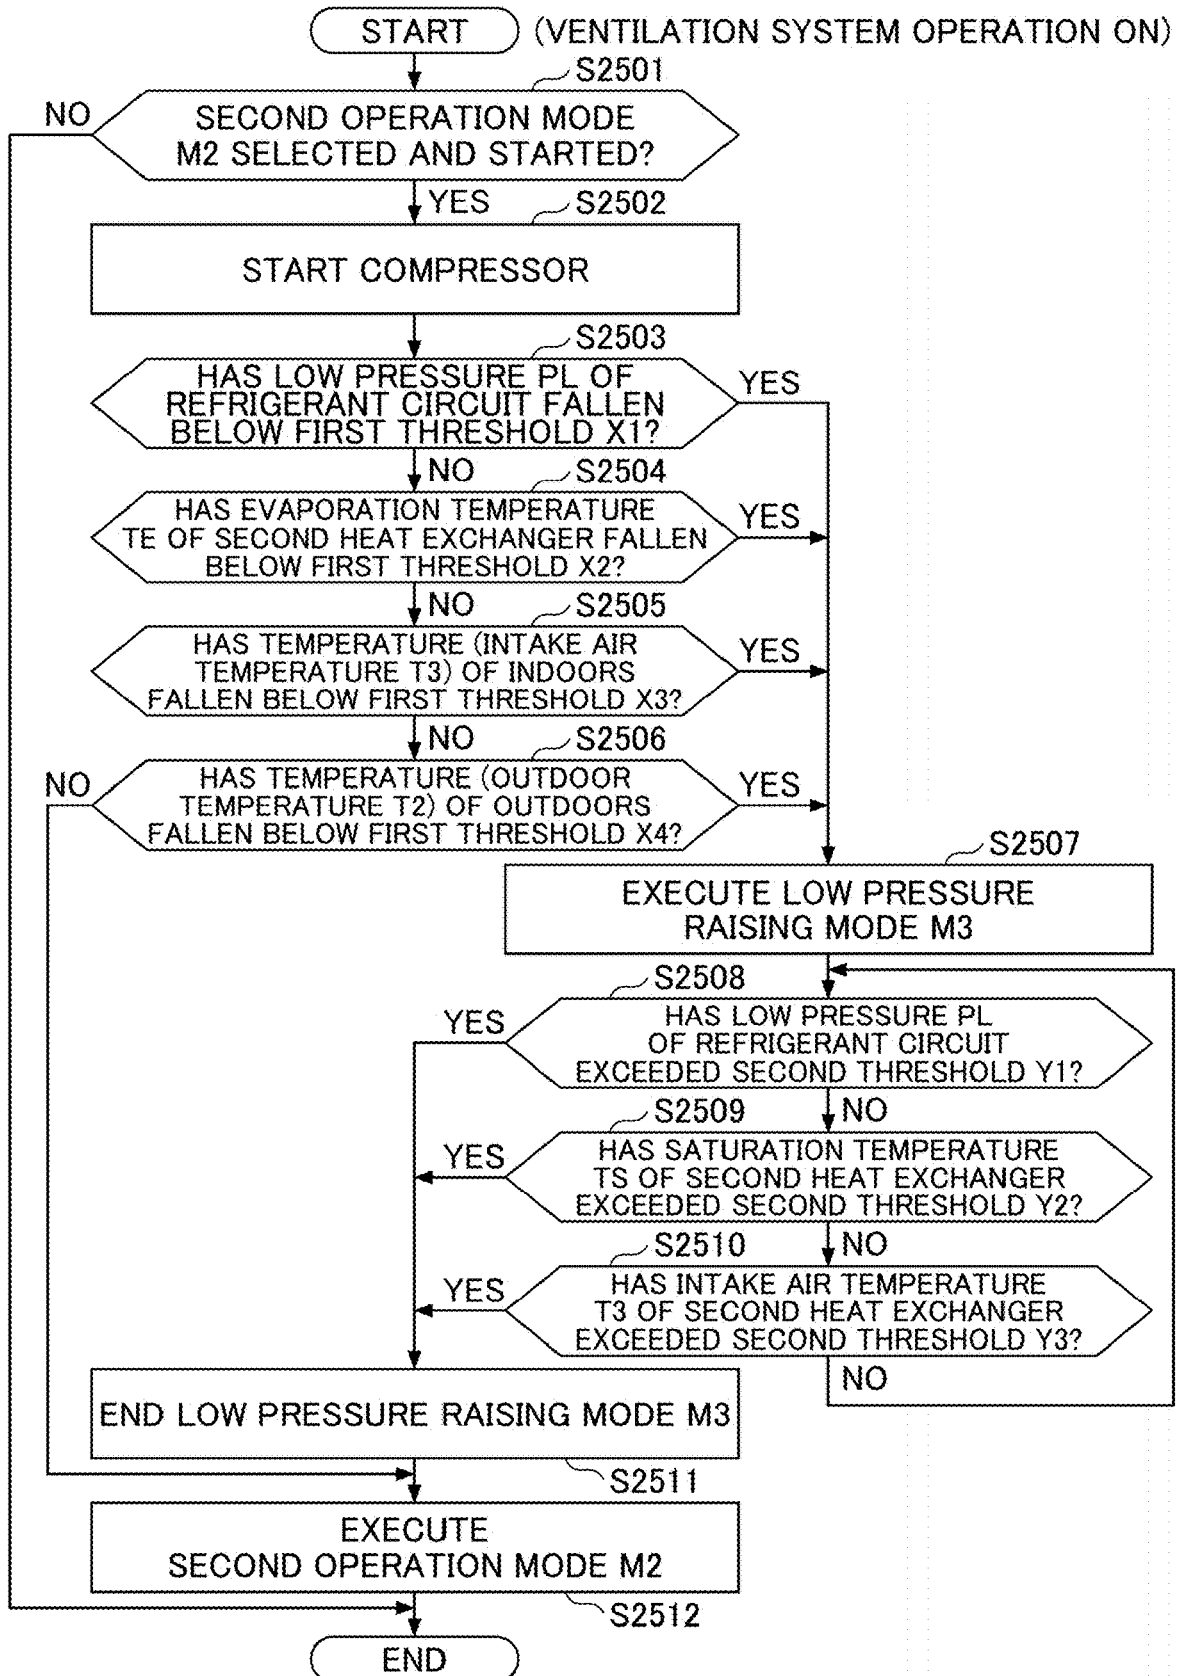 START (VENTILATION SYSTEM OPERATION ON)
S2501
NO
SECOND OPERATION MODE
M2 SELECTED AND STARTED?
YES
S2502
START COMPRESSOR
S2503
HAS LOW PRESSURE PL OF
REFRIGERANT CIRCUIT FALLEN
BELOW FIRST THRESHOLD X1?
YES
NO
S2504
HAS EVAPORATION TEMPERATURE
TE OF SECOND HEAT EXCHANGER FALLEN
BELOW FIRST THRESHOLD X2?
YES
NO
S2505
HAS TEMPERATURE (INTAKE AIR
TEMPERATURE T3) OF INDOORS
FALLEN BELOW FIRST THRESHOLD X3?
YES
NO
S2506
NO
HAS TEMPERATURE (OUTDOOR
TEMPERATURE T2) OF OUTDOORS
FALLEN BELOW FIRST THRESHOLD X4?
YES
S2507
EXECUTE LOW PRESSURE
RAISING MODE M3
S2508
YES
HAS LOW PRESSURE PL
OF REFRIGERANT CIRCUIT
EXCEEDED SECOND THRESHOLD Y1?
NO
S2509
YES
HAS SATURATION TEMPERATURE
TS OF SECOND HEAT EXCHANGER
EXCEEDED SECOND THRESHOLD Y2?
NO
S2510
YES
HAS INTAKE AIR TEMPERATURE
T3 OF SECOND HEAT EXCHANGER
EXCEEDED SECOND THRESHOLD Y3?
NO
END LOW PRESSURE RAISING MODE M3
S2511
EXECUTE
SECOND OPERATION MODE M2
S2512
END